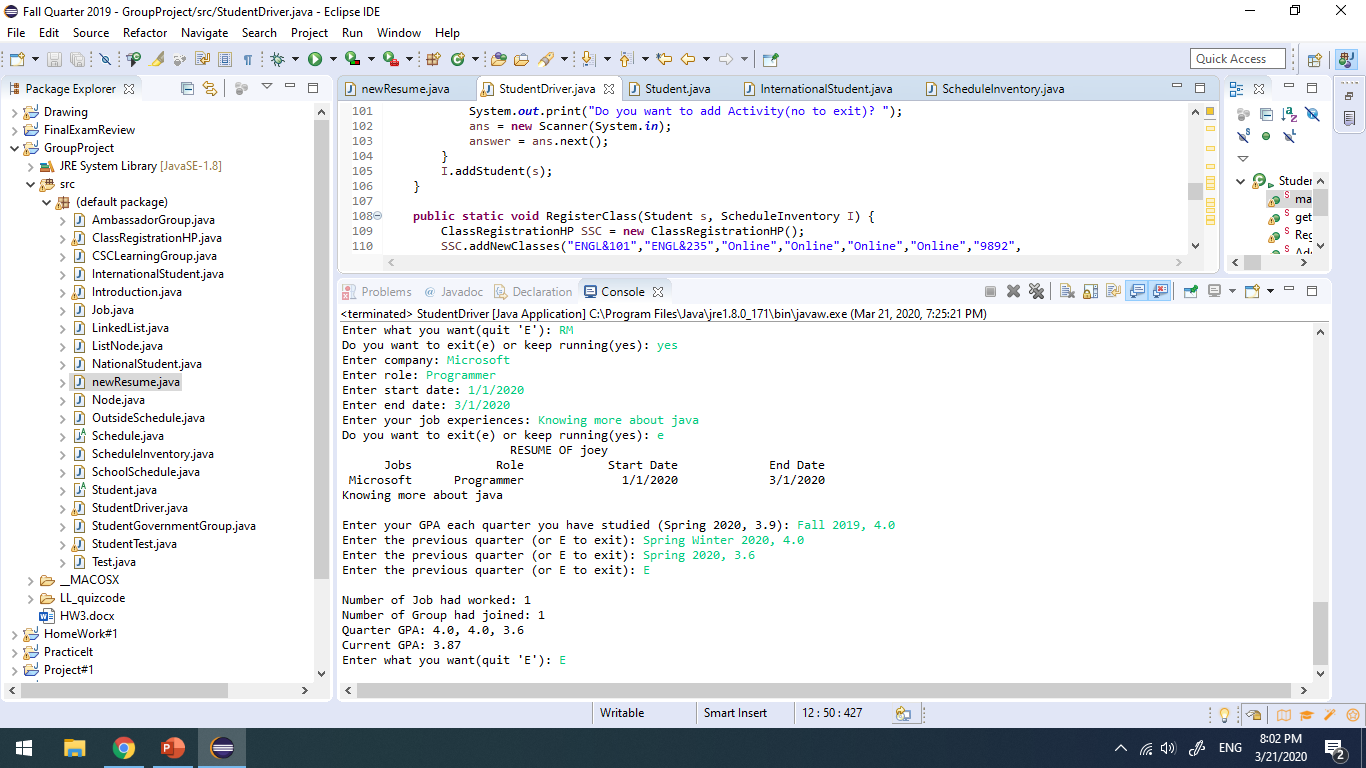 Fall Quarter 2019 - GroupProject/src/StudentDriver.java - Eclipse IDE
File Edit Source Refactor Navigate Search Project Run Window Help
Quick Access
Package Explorer
Drawing
FinalExamReview
GroupProject
JRE System Library [JavaSE-1.8]
src
(default package)
AmbassadorGroup.java
ClassRegistrationHP.java
CSCLearningGroup.java
InternationalStudent.java
Introduction.java
Job.java
LinkedList.java
ListNode.java
NationalStudent.java
newResume.java
Node.java
OutsideSchedule.java
Schedule.java
ScheduleInventory.java
SchoolSchedule.java
Student.java
StudentDriver.java
StudentGovernmentGroup.java
StudentTest.java
Test.java
__MACOSX
LL_quizcode
HW3.docx
HomeWork#1
PracticeIt
Project#1
newResume.java StudentDriver.java Student.java InternationalStudent.java ScheduleInventory.java
101 System.out.print("Do you want to add Activity(no to exit)? ");
102 ans = new Scanner(System.in);
103 answer = ans.next();
104 }
105 I.addStudent(s);
106 }
107
108 public static void RegisterClass(Student s, ScheduleInventory I) {
109 ClassRegistrationHP SSC = new ClassRegistrationHP();
110 SSC.addNewClasses("ENGL&101","ENGL&235","Online","Online","Online","Online","9892",
Studer
ma
get
Reg
Problems Javadoc Declaration Console
<terminated> StudentDriver [Java Application] C:\Program Files\Java\jre1.8.0_171\bin\javaw.exe (Mar 21, 2020, 7:25:21 PM)
Enter what you want(quit 'E'): RM
Do you want to exit(e) or keep running(yes): yes
Enter company: Microsoft
Enter role: Programmer
Enter start date: 1/1/2020
Enter end date: 3/1/2020
Enter your job experiences: Knowing more about java
Do you want to exit(e) or keep running(yes): e
RESUME OF joey
Jobs Role Start Date End Date
Microsoft Programmer 1/1/2020 3/1/2020
Knowing more about java
Enter your GPA each quarter you have studied (Spring 2020, 3.9): Fall 2019, 4.0
Enter the previous quarter (or E to exit): Spring Winter 2020, 4.0
Enter the previous quarter (or E to exit): Spring 2020, 3.6
Enter the previous quarter (or E to exit): E
Number of Job had worked: 1
Number of Group had joined: 1
Quarter GPA: 4.0, 4.0, 3.6
Current GPA: 3.87
Enter what you want(quit 'E'): E
Writable Smart Insert 12 : 50 : 427
ENG
8:02 PM
3/21/2020
2